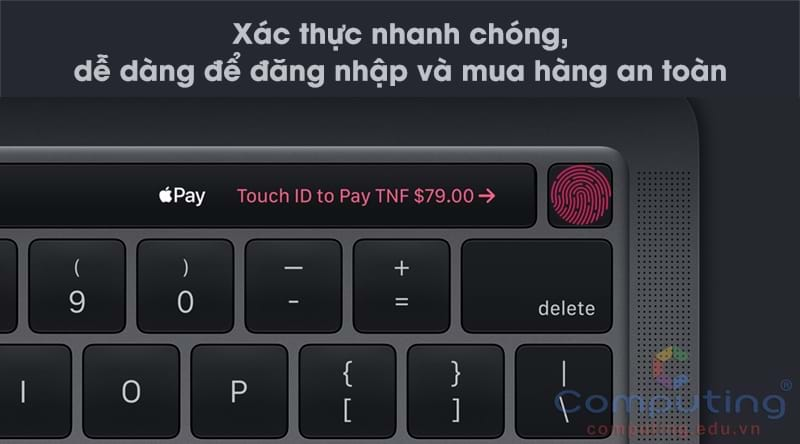 Xác thực nhanh chóng,
dễ dàng để đăng nhập và mua hàng an toàn
Pay Touch ID to Pay TNF $79.00 →
( ) — +
9 0 - =
delete
{ } |
I O P [ ] \
Computing®
computing.edu.vn